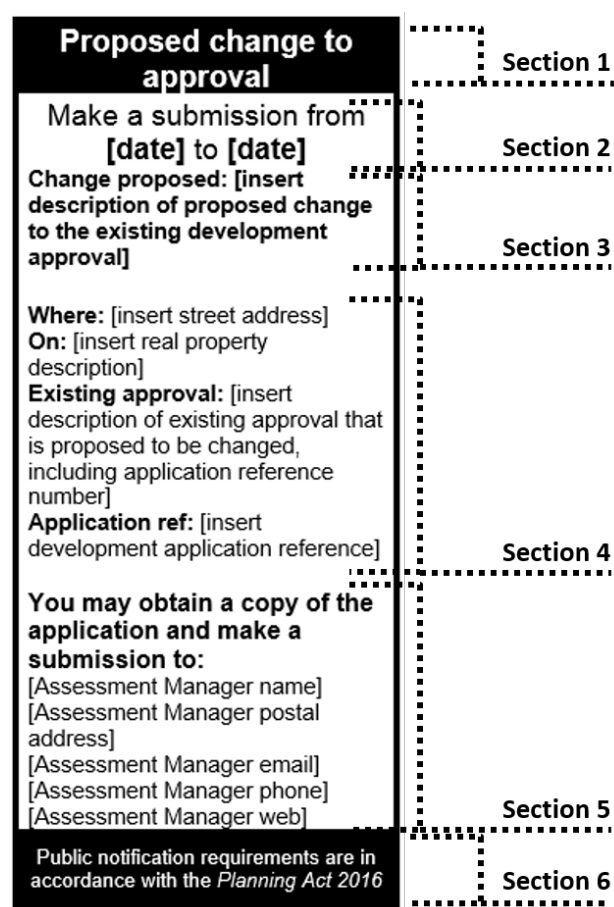 Proposed change to
approval
Section 1
Make a submission from
[date] to [date]
Section 2
Change proposed: [insert
description of proposed change
to the existing development
approval]
Section 3
Where: [insert street address]
On: [insert real property
description]
Existing approval: [insert
description of existing approval that
is proposed to be changed,
including application reference
number]
Application ref: [insert
development application reference]
Section 4
You may obtain a copy of the
application and make a
submission to:
[Assessment Manager name]
[Assessment Manager postal
address]
[Assessment Manager email]
[Assessment Manager phone]
[Assessment Manager web]
Section 5
Public notification requirements are in
accordance with the Planning Act 2016
Section 6